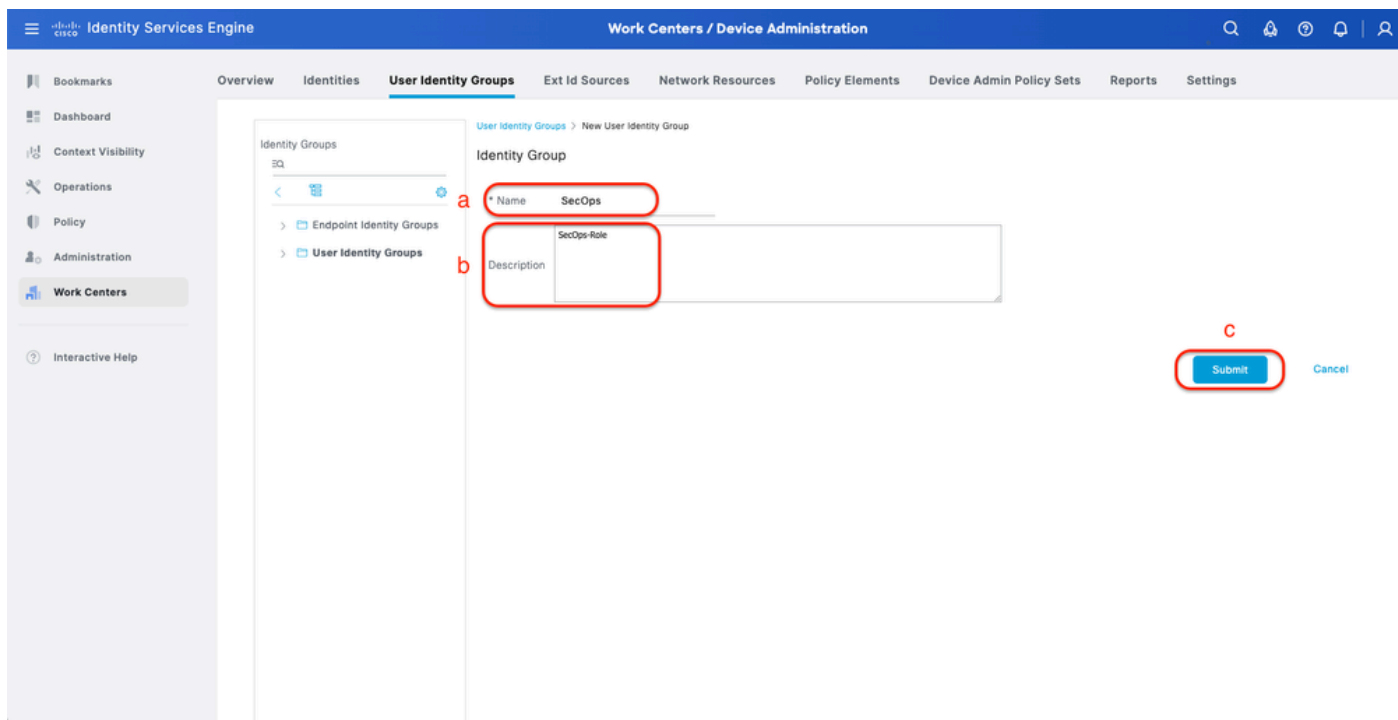 cisco Identity Services Engine
Work Centers / Device Administration
Bookmarks
Dashboard
Context Visibility
Operations
Policy
Administration
Work Centers
Interactive Help
Overview Identities User Identity Groups Ext Id Sources Network Resources Policy Elements Device Admin Policy Sets Reports Settings
Identity Groups
Endpoint Identity Groups
User Identity Groups
User Identity Groups > New User Identity Group
Identity Group
a
* Name SecOps
b
Description SecOps-Role
c
Submit Cancel